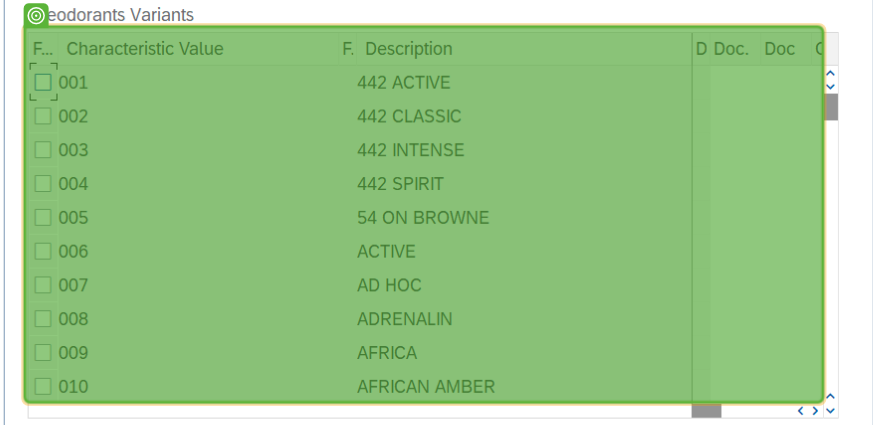 eodorants Variants
F... Characteristic Value F. Description D Doc. Doc
001 442 ACTIVE
002 442 CLASSIC
003 442 INTENSE
004 442 SPIRIT
005 54 ON BROWNE
006 ACTIVE
007 AD HOC
008 ADRENALIN
009 AFRICA
010 AFRICAN AMBER